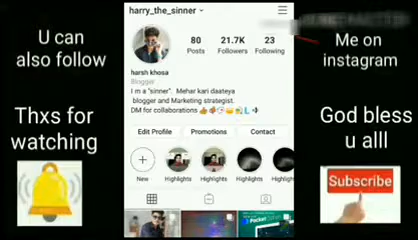 U can
also follow
Thxs for
watching
harry_the_sinner
80
Posts
21.7K
Followers
23
Following
harsh khosa
Blogger
I m a "sinner". Mehar kari daateya
blogger and Marketing strategist.
DM for collaborations
Edit Profile
Promotions
Contact
New
Highlights
Highlights
Highlights
Highlights
Pocket
Me on
instagram
God bless
u alll
Subscribe